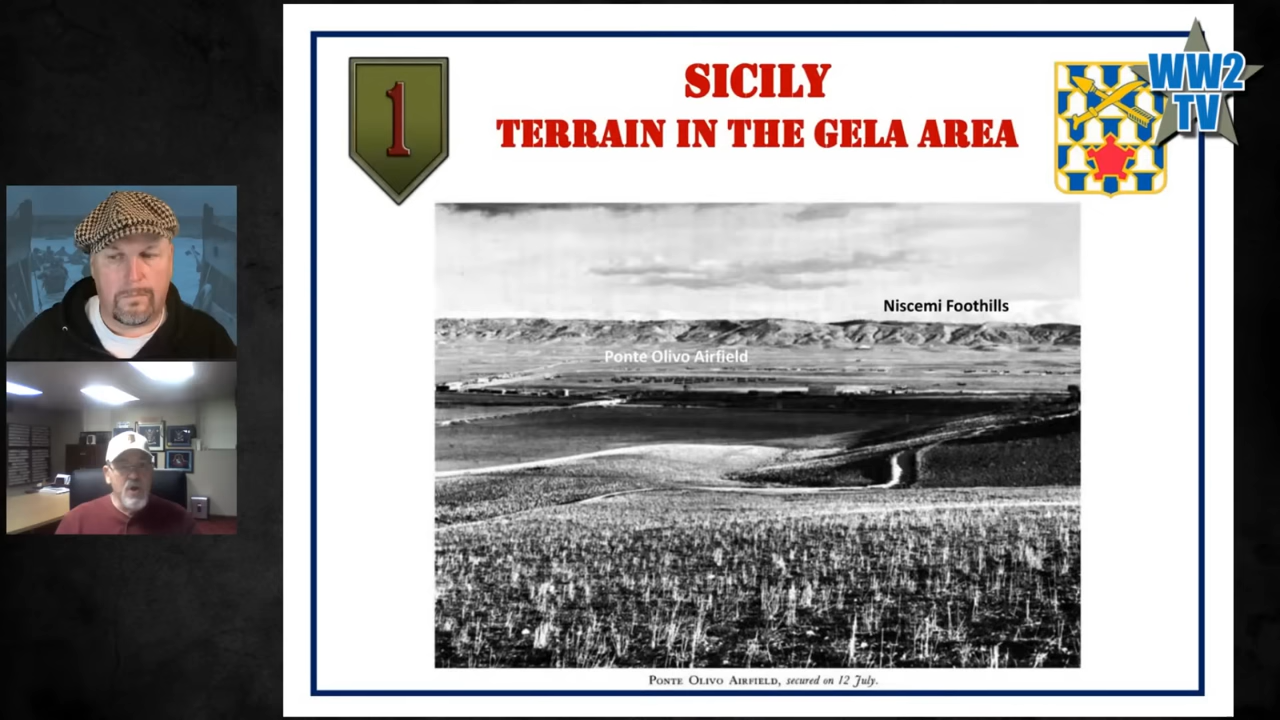 1
SICILY
TERRAIN IN THE GELA AREA
WW2
TV
Niscemi Foothills
Ponte Olivo Airfield
PONTE OLIVO AIRFIELD, secured on 12 July.